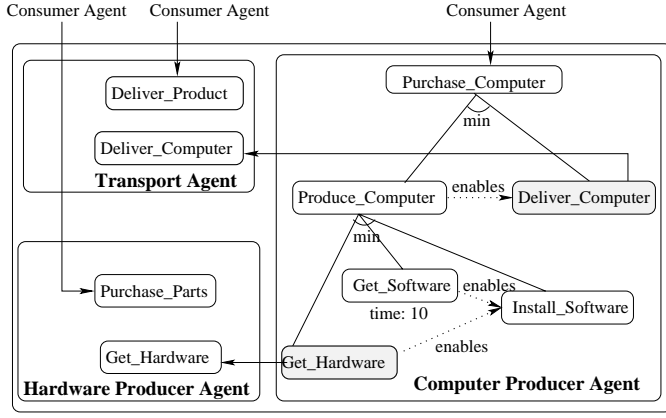 Consumer Agent
Consumer Agent
Consumer Agent
Purchase_Computer
Deliver_Product
min
Deliver_Computer
Transport Agent
enables
Produce_Computer
Deliver_Computer
min
Get_Software
enables
Purchase_Parts
Install_Software
time: 10
enables
Get_Hardware
Get_Hardware
Hardware Producer Agent
Computer Producer Agent